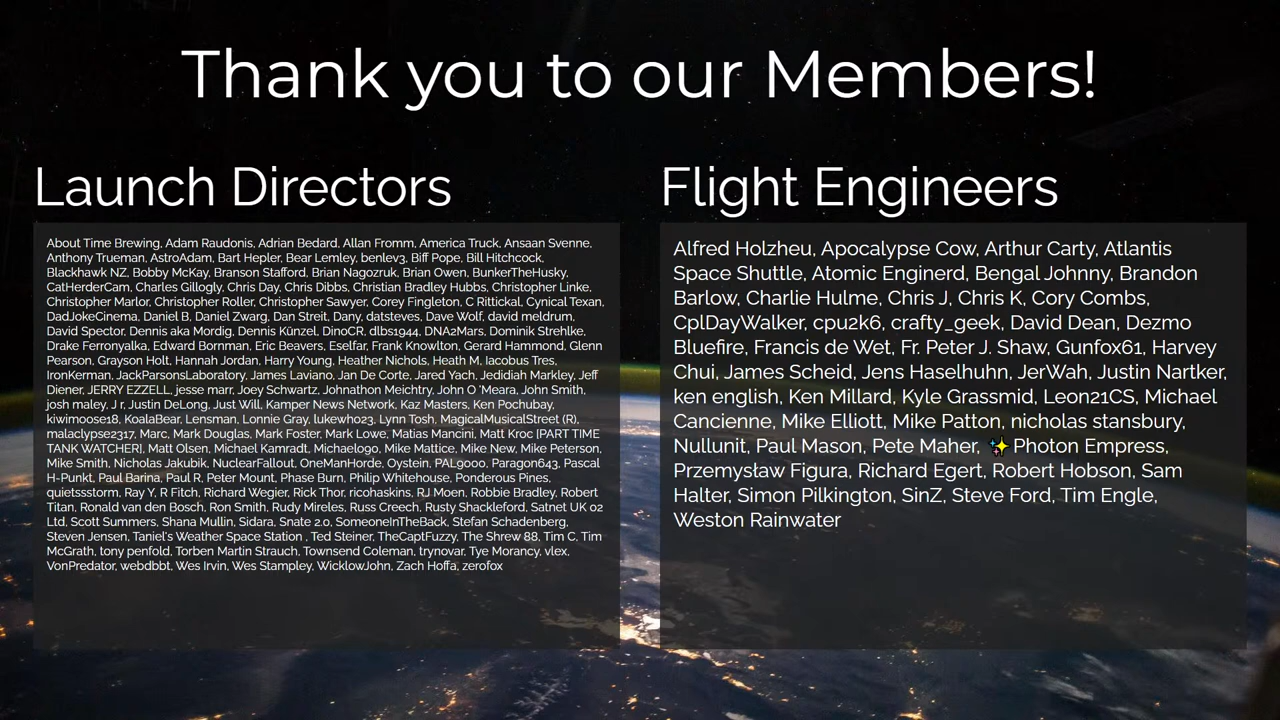 Thank you to our Members!
Launch Directors
About Time Brewing, Adam Raudonis, Adrian Bedard, Allan Fromm, America Truck, Ansaan Svenne,
Anthony Trueman, AstroAdam, Bart Hepler, Bear Lemley, benlev3, Biff Pope, Bill Hitchcock,
Blackhawk NZ, Bobby McKay, Branson Stafford, Brian Nagozruk, Brian Owen, BunkerTheHusky,
CatHerderCam, Charles Gillogly, Chris Day, Chris Dibbs, Christian Bradley Hubbs, Christopher Linke,
Christopher Marlor, Christopher Roller, Christopher Sawyer, Corey Fingleton, C Rittickal, Cynical Texan,
DadJokeCinema, Daniel B, Daniel Zwarg, Dan Streit, Dany, datsteves, Dave Wolf, david meldrum,
David Spector, Dennis aka Mordig, Dennis Künzel, DinoCR, dlbs1944, DNA2Mars, Dominik Strehlke,
Drake Ferronyalka, Edward Bornman, Eric Beavers, Eselfar, Frank Knowlton, Gerard Hammond, Glenn
Pearson, Grayson Holt, Hannah Jordan, Harry Young, Heather Nichols, Heath M, Iacobus Tres,
IronKerman, JackParsonsLaboratory, James Laviano, Jan De Corte, Jared Yach, Jedidiah Markley, Jeff
Diener, JERRY EZZELL, jesse marr, Joey Schwartz, Johnathon Meichtry, John O 'Meara, John Smith,
josh maley, J r, Justin DeLong, Just Will, Kamper News Network, Kaz Masters, Ken Pochubay,
kiwimoose18, KoalaBear, Lensman, Lonnie Gray, lukewho23, Lynn Tosh, MagicalMusicalStreet (R),
malaclypse2317, Marc, Mark Douglas, Mark Foster, Mark Lowe, Matias Mancini, Matt Kroc [PART TIME
TANK WATCHER], Matt Olsen, Michael Kamradt, Michaelogo, Mike Mattice, Mike New, Mike Peterson,
Mike Smith, Nicholas Jakubik, NuclearFallout, OneManHorde, Oystein, PAL9000, Paragon643, Pascal
H-Punkt, Paul Barina, Paul R, Peter Mount, Phase Burn, Philip Whitehouse, Ponderous Pines,
quietssstorm, Ray Y, R Fitch, Richard Wegier, Rick Thor, ricohaskins, RJ Moen, Robbie Bradley, Robert
Titan, Ronald van den Bosch, Ron Smith, Rudy Mireles, Russ Creech, Rusty Shackleford, Satnet UK 02
Ltd, Scott Summers, Shana Mullin, Sidara, Snate 2.0, SomeoneInTheBack, Stefan Schadenberg,
Steven Jensen, Taniel's Weather Space Station , Ted Steiner, TheCaptFuzzy, The Shrew 88, Tim C, Tim
McGrath, tony penfold, Torben Martin Strauch, Townsend Coleman, trynovar, Tye Morancy, vlex,
VonPredator, webdbbt, Wes Irvin, Wes Stampley, WicklowJohn, Zach Hoffa, zerofox
Flight Engineers
Alfred Holzheu, Apocalypse Cow, Arthur Carty, Atlantis
Space Shuttle, Atomic Enginerd, Bengal Johnny, Brandon
Barlow, Charlie Hulme, Chris J, Chris K, Cory Combs,
CplDayWalker, cpu2k6, crafty_geek, David Dean, Dezmo
Bluefire, Francis de Wet, Fr. Peter J. Shaw, Gunfox61, Harvey
Chui, James Scheid, Jens Haselhuhn, JerWah, Justin Nartker,
ken english, Ken Millard, Kyle Grassmid, Leon21CS, Michael
Cancienne, Mike Elliott, Mike Patton, nicholas stansbury,
Nullunit, Paul Mason, Pete Maher, ✨ Photon Empress,
Przemysław Figura, Richard Egert, Robert Hobson, Sam
Halter, Simon Pilkington, SinZ, Steve Ford, Tim Engle,
Weston Rainwater